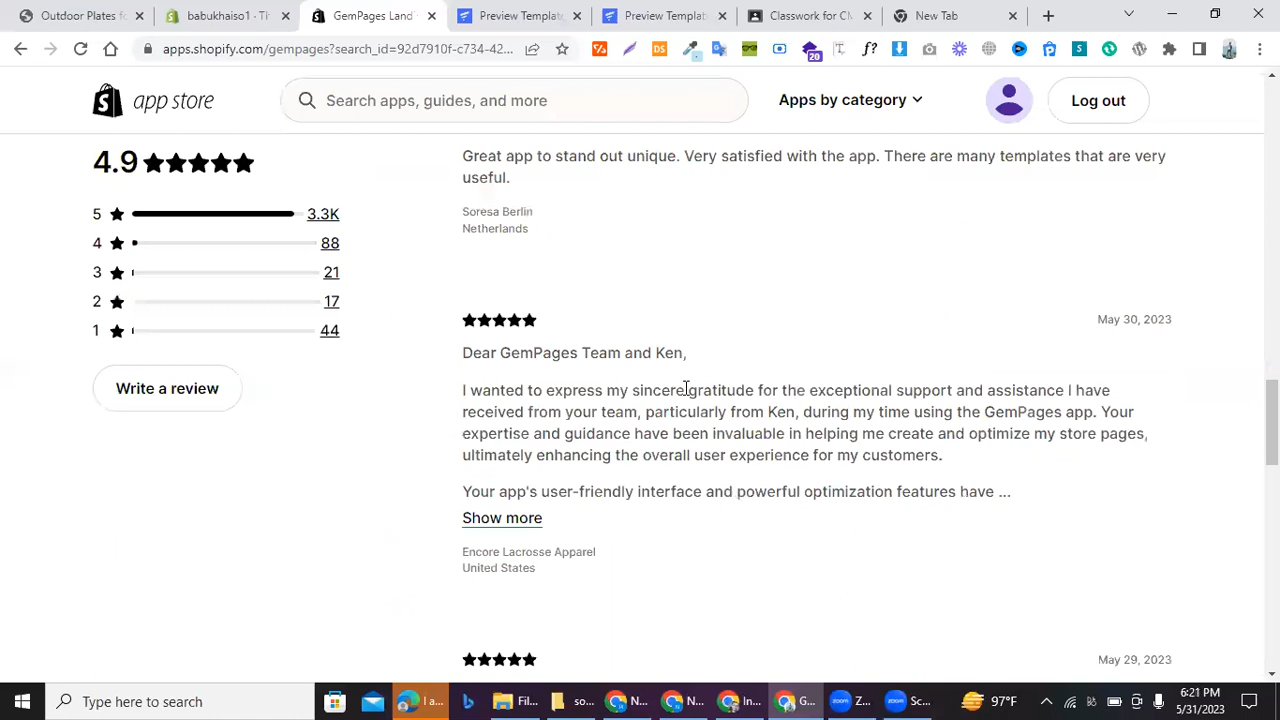 Outdoor Plates fo
babukhaiso1 - Th
GemPages Land
Preview Templat
Preview Templat
Classwork for CM
New Tab
apps.shopify.com/gempages?search_id=92d7910f-c734-42...
20
app store
Search apps, guides, and more
Apps by category
Log out
4.9
5 3.3K
4 88
3 21
2 17
1 44
Write a review
Great app to stand out unique. Very satisfied with the app. There are many templates that are very
useful.
Soresa Berlin
Netherlands
May 30, 2023
Dear GemPages Team and Ken,
I wanted to express my sincere gratitude for the exceptional support and assistance I have
received from your team, particularly from Ken, during my time using the GemPages app. Your
expertise and guidance have been invaluable in helping me create and optimize my store pages,
ultimately enhancing the overall user experience for my customers.
Your app's user-friendly interface and powerful optimization features have ...
Show more
Encore Lacrosse Apparel
United States
May 29, 2023
Type here to search
I a...
Fil...
so...
N...
N...
In...
G...
Z...
Sc...
97°F
6:21 PM
5/31/2023